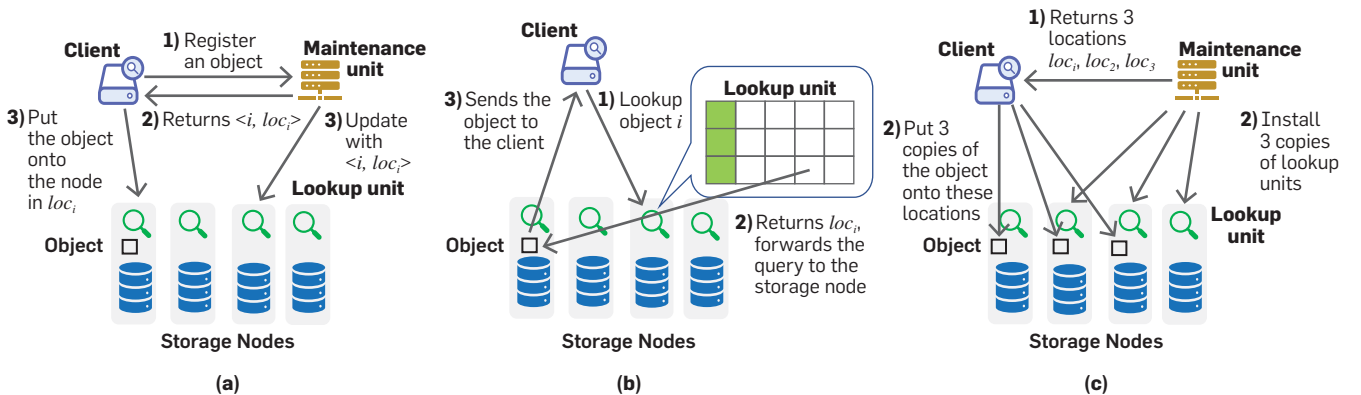 Client
1) Register
an object
Maintenance
unit
2) Returns <i, loci>
3) Put
the object
onto
the node
in loci
3) Update
with
<i, loci>
Lookup unit
Object
Storage Nodes
(a)
Client
3) Sends the
object to
the client
1) Lookup
object i
Lookup unit
2) Returns loci,
forwards the
query to the
storage node
Object
Storage Nodes
(b)
1) Returns 3
locations
loci, loc2, loc3
Client
Maintenance
unit
2) Put 3
copies of
the object
onto these
locations
2) Install
3 copies
of lookup
units
Lookup
unit
Object
Storage Nodes
(c)